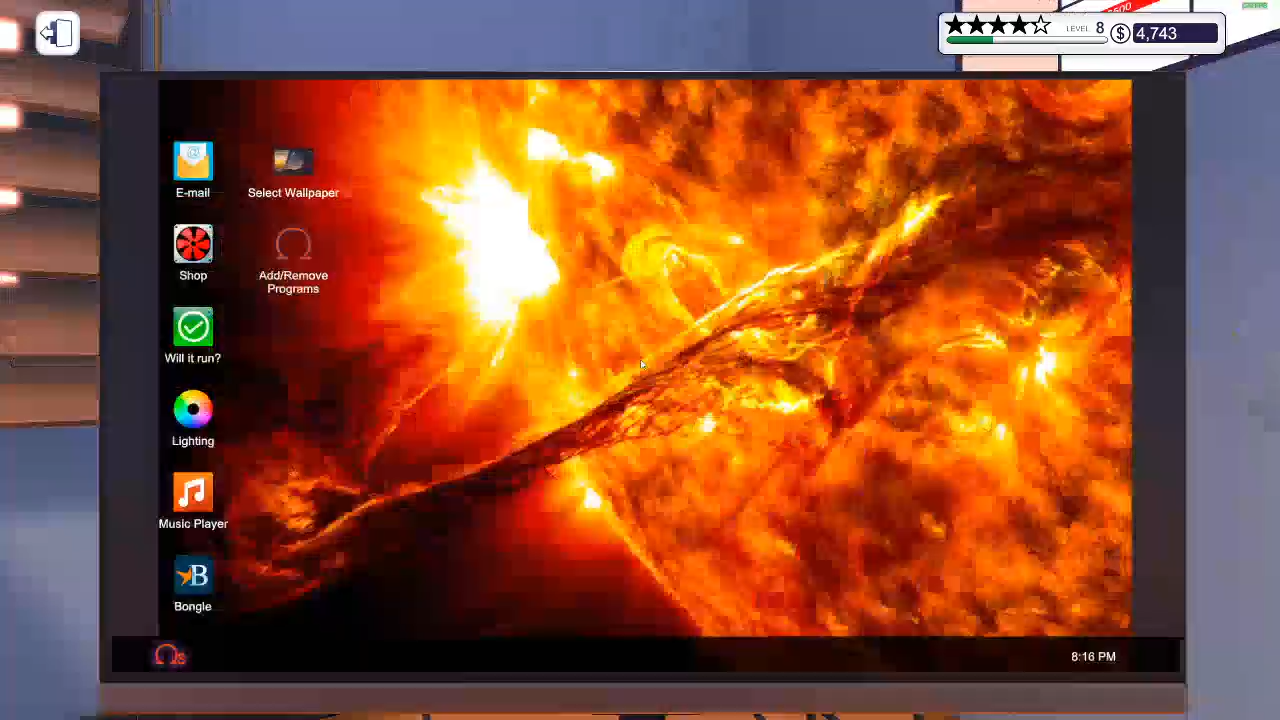 LEVEL 8
$ 4,743
E-mail
Select Wallpaper
Shop
Add/Remove
Programs
Will it run?
Lighting
Music Player
B
Bongle
Ωs
8:16 PM